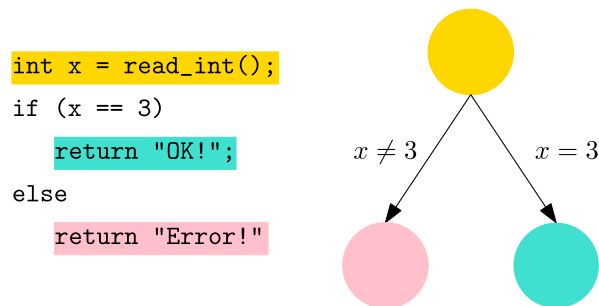 int x = read_int();
if (x == 3)
    return "OK!";
else
    return "Error!"
x ≠ 3
x = 3